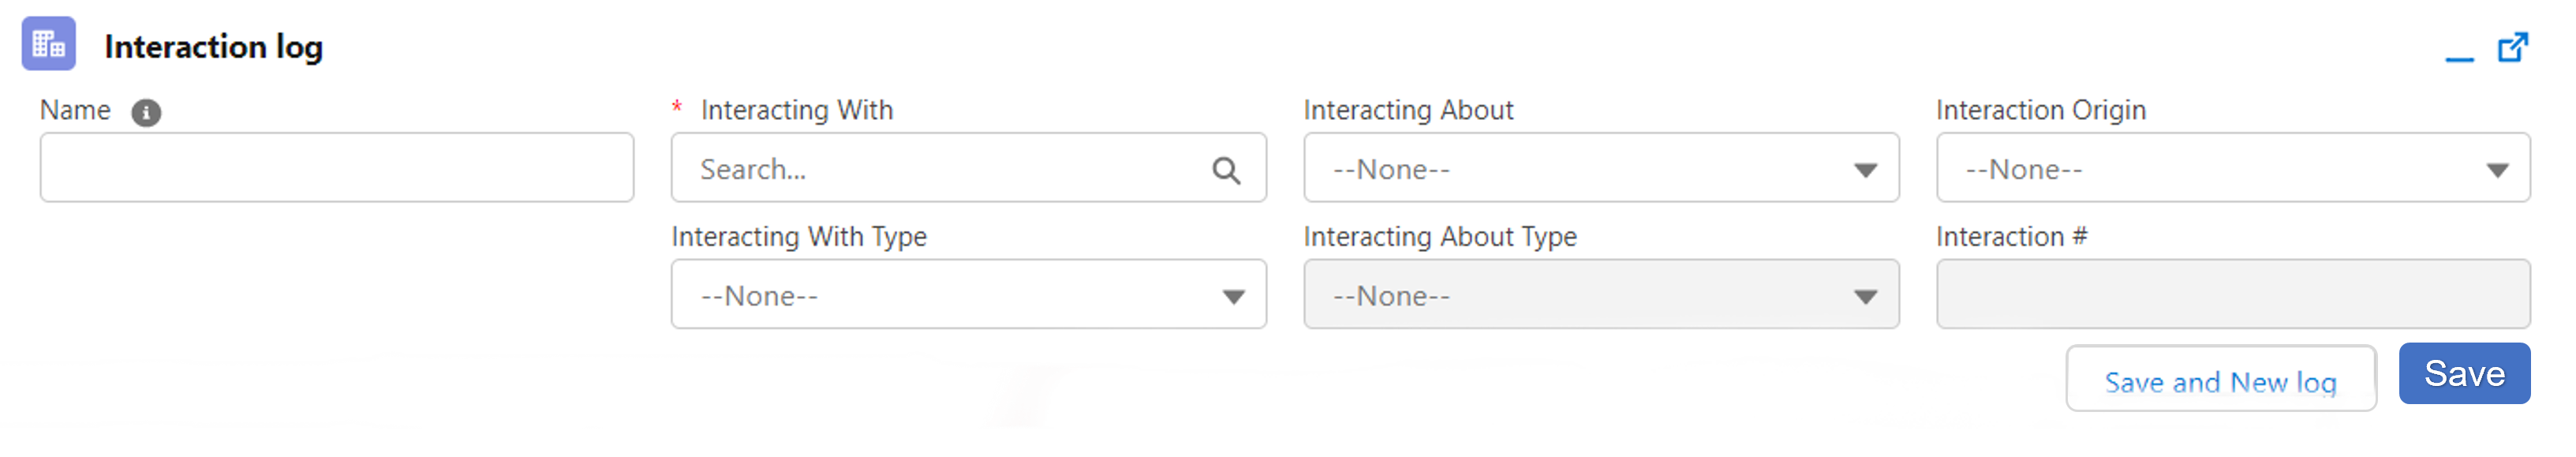 Interaction log
Name
* Interacting With
Interacting About
Interaction Origin
Search...
--None--
--None--
Interacting With Type
Interacting About Type
Interaction #
--None--
--None--
Save and New log
Save